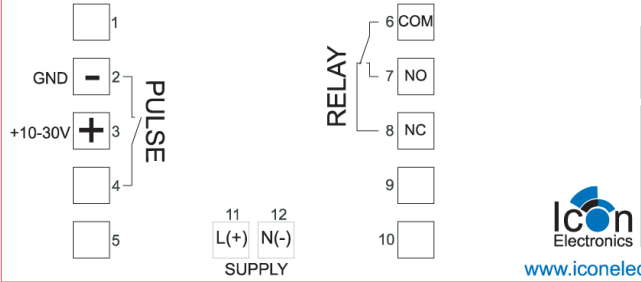 1
GND - 2
+10-30V + 3
4
5
PULSE
RELAY
6 COM
7 NO
8 NC
9
10
11 12
L(+) N(-)
SUPPLY
Icon
Electronics
www.iconelec